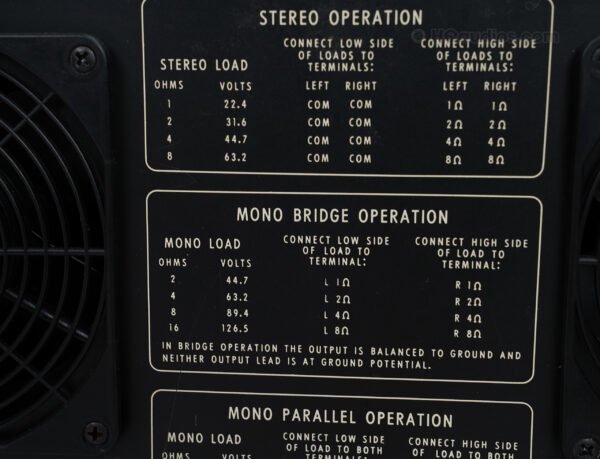 HQaudios.com
STEREO OPERATION
STEREO LOAD CONNECT LOW SIDE OF LOADS TO TERMINALS: CONNECT HIGH SIDE OF LOADS TO TERMINALS:
OHMS VOLTS LEFT RIGHT LEFT RIGHT
1 22.4 COM COM 1Ω 1Ω
2 31.6 COM COM 2Ω 2Ω
4 44.7 COM COM 4Ω 4Ω
8 63.2 COM COM 8Ω 8Ω
MONO BRIDGE OPERATION
MONO LOAD CONNECT LOW SIDE OF LOAD TO TERMINAL: CONNECT HIGH SIDE OF LOAD TO TERMINAL:
OHMS VOLTS
2 44.7 L 1Ω R 1Ω
4 63.2 L 2Ω R 2Ω
8 89.4 L 4Ω R 4Ω
16 126.5 L 8Ω R 8Ω
IN BRIDGE OPERATION THE OUTPUT IS BALANCED TO GROUND AND
NEITHER OUTPUT LEAD IS AT GROUND POTENTIAL.
MONO PARALLEL OPERATION
MONO LOAD CONNECT LOW SIDE OF LOAD TO BOTH CONNECT HIGH SIDE OF LOAD TO BOTH
OHMS VOLTS